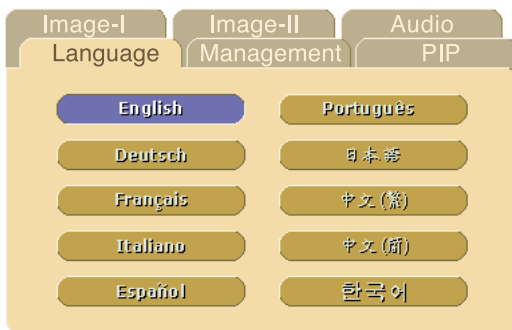 Image-I Image-II Audio
Language Management PIP
English Português
Deutsch 日本語
Français 中文(繁)
Italiano 中文(简)
Español 한국어